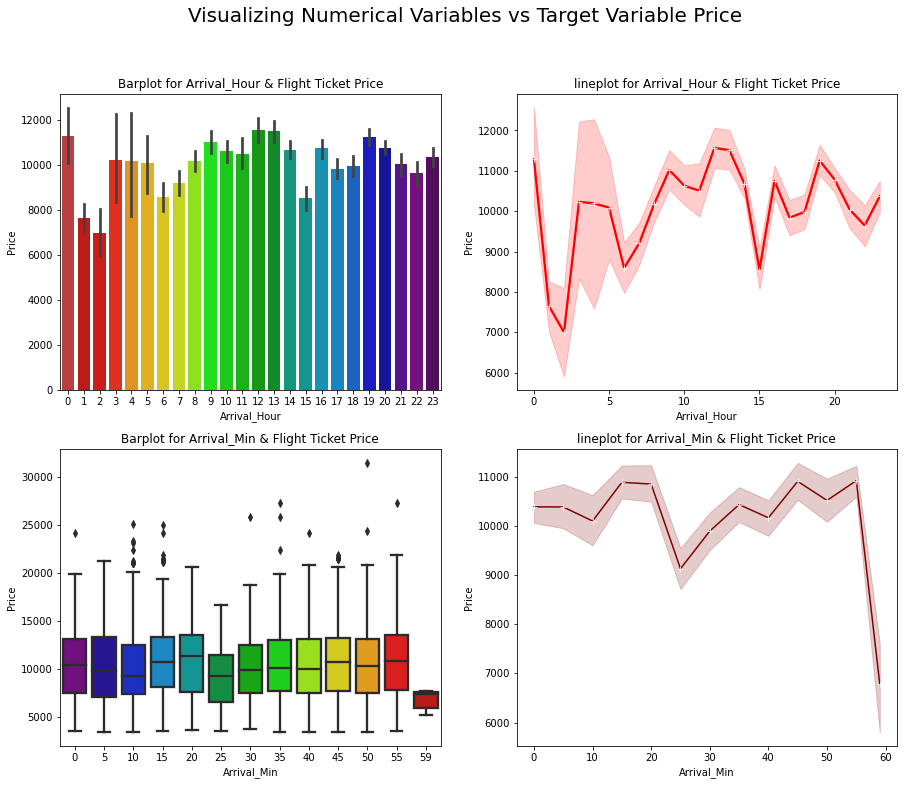 Visualizing Numerical Variables vs Target Variable Price
Barplot for Arrival_Hour & Flight Ticket Price
12000
10000
8000
6000
4000
2000
0
Price
0 1 2 3 4 5 6 7 8 9 10 11 12 13 14 15 16 17 18 19 20 21 22 23
Arrival_Hour
lineplot for Arrival_Hour & Flight Ticket Price
12000
11000
10000
9000
8000
7000
6000
Price
0 5 10 15 20
Arrival_Hour
Barplot for Arrival_Min & Flight Ticket Price
30000
25000
20000
15000
10000
5000
Price
0 5 10 15 20 25 30 35 40 45 50 55 59
Arrival_Min
lineplot for Arrival_Min & Flight Ticket Price
11000
10000
9000
8000
7000
6000
Price
0 10 20 30 40 50 60
Arrival_Min